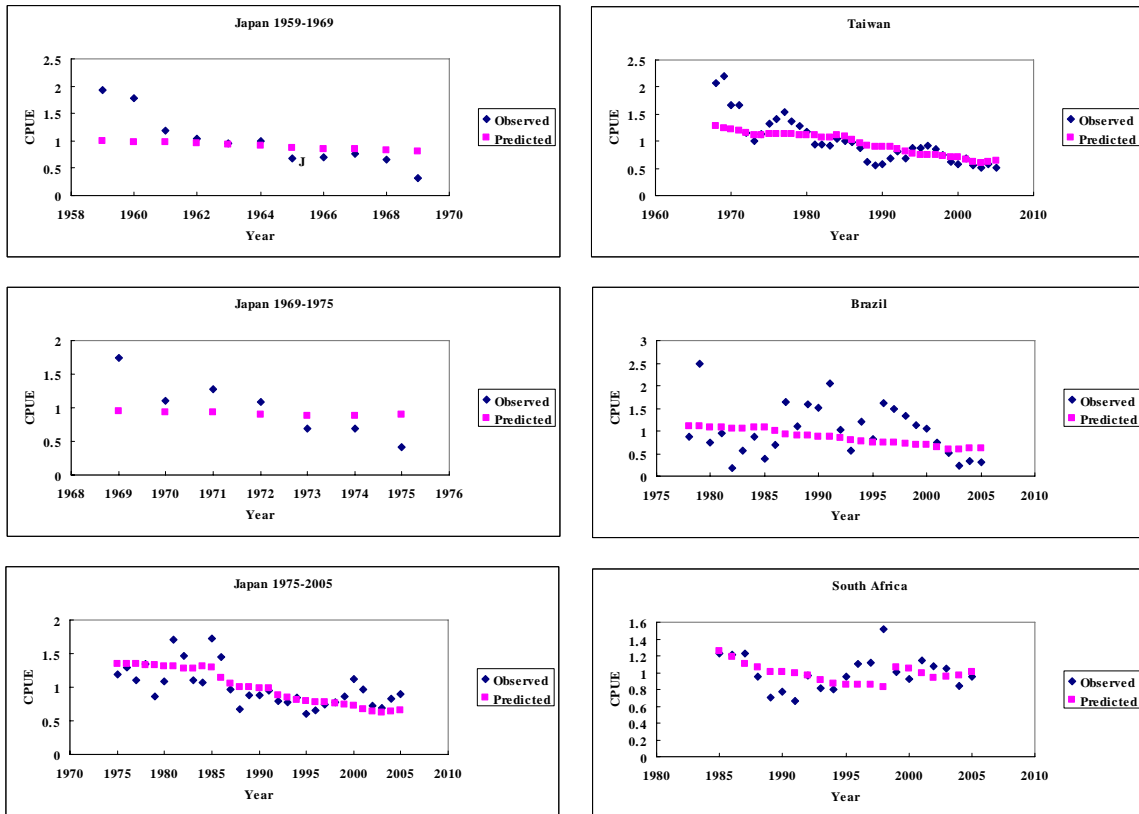 Japan 1959-1969
CPUE
2.5
2
1.5
1
0.5
0
J
1958 1960 1962 1964 1966 1968 1970
Year
Observed
Predicted
Taiwan
CPUE
2.5
2
1.5
1
0.5
0
1960 1970 1980 1990 2000 2010
Year
Observed
Predicted
Japan 1969-1975
CPUE
2
1.5
1
0.5
0
1968 1969 1970 1971 1972 1973 1974 1975 1976
Year
Observed
Predicted
Brazil
CPUE
3
2.5
2
1.5
1
0.5
0
1975 1980 1985 1990 1995 2000 2005 2010
Year
Observed
Predicted
Japan 1975-2005
CPUE
2
1.5
1
0.5
0
1970 1975 1980 1985 1990 1995 2000 2005 2010
Year
Observed
Predicted
South Africa
CPUE
1.6
1.4
1.2
1
0.8
0.6
0.4
0.2
0
1980 1985 1990 1995 2000 2005 2010
Year
Observed
Predicted